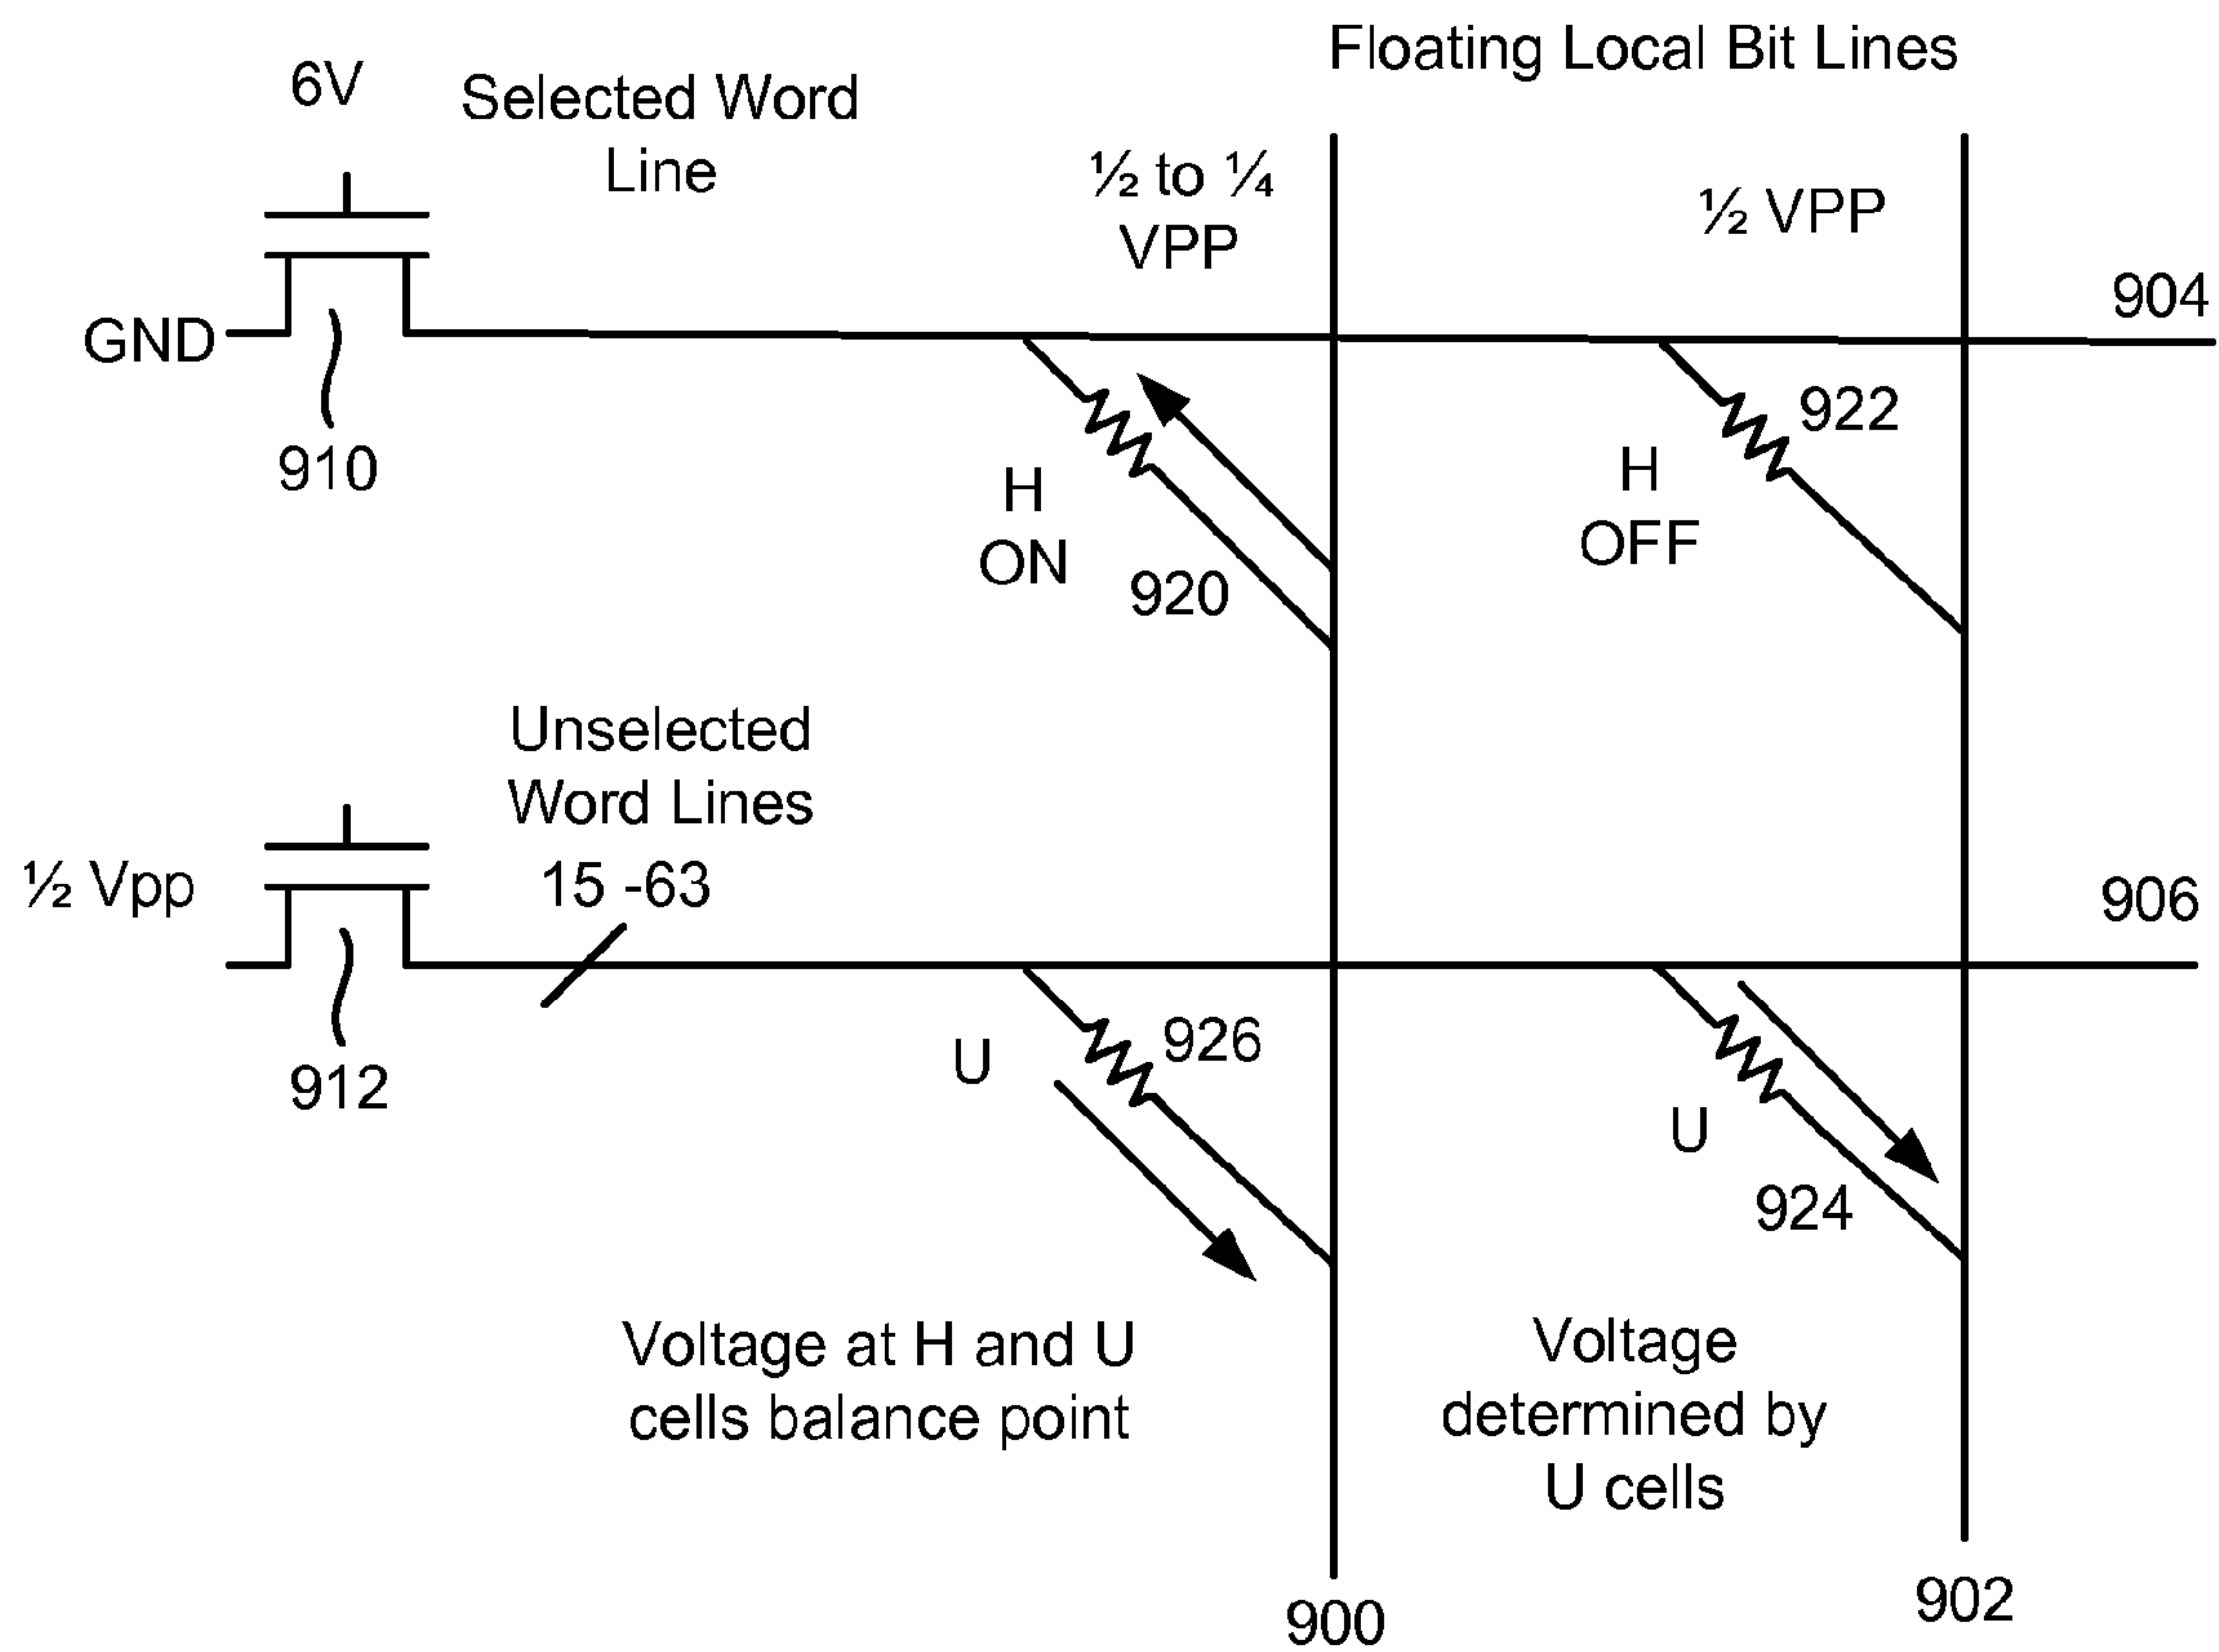 Floating Local Bit Lines
6V
Selected Word
Line
½ to ¼
VPP
½ VPP
904
GND
910
H
ON
920
922
H
OFF
Unselected
Word Lines
15 -63
½ Vpp
906
912
U
926
U
924
Voltage at H and U
cells balance point
Voltage
determined by
U cells
900
902